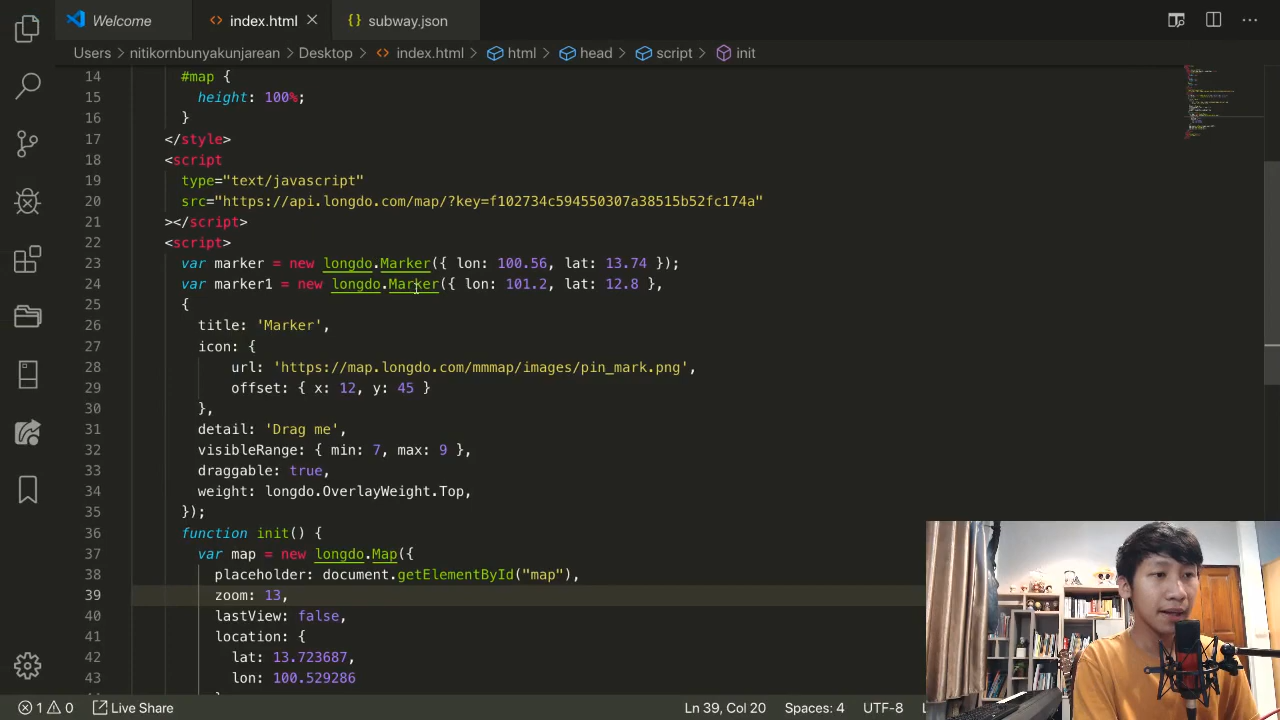 Welcome
index.html
subway.json
Users > nitikornbunyakunjarean > Desktop > index.html > html > head > script > init
14 #map {
15 height: 100%;
16 }
17 </style>
18 <script
19 type="text/javascript"
20 src="https://api.longdo.com/map/?key=f102734c594550307a38515b52fc174a"
21 ></script>
22 <script>
23 var marker = new longdo.Marker({ lon: 100.56, lat: 13.74 });
24 var marker1 = new longdo.Marker({ lon: 101.2, lat: 12.8 },
25 {
26 title: 'Marker',
27 icon: {
28 url: 'https://map.longdo.com/mmmap/images/pin_mark.png',
29 offset: { x: 12, y: 45 }
30 },
31 detail: 'Drag me',
32 visibleRange: { min: 7, max: 9 },
33 draggable: true,
34 weight: longdo.OverlayWeight.Top,
35 });
36 function init() {
37 var map = new longdo.Map({
38 placeholder: document.getElementById("map"),
39 zoom: 13,
40 lastView: false,
41 location: {
42 lat: 13.723687,
43 lon: 100.529286
1 0 Live Share Ln 39, Col 20 Spaces: 4 UTF-8